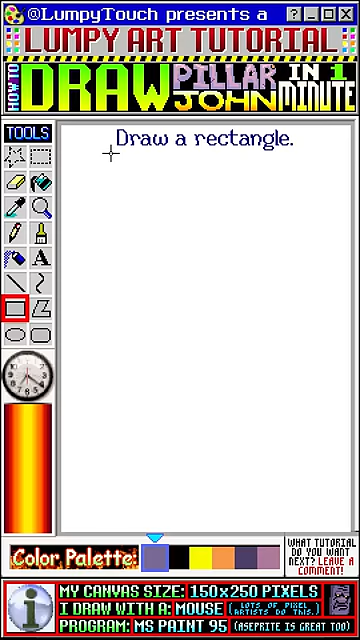 @LumpyTouch presents a
LUMPY ART TUTORIAL
HOW TO DRAW PILLAR JOHN IN 1 MINUTE
TOOLS
Draw a rectangle.
A
Color Palette:
WHAT TUTORIAL
DO YOU WANT
NEXT? LEAVE A
COMMENT!
MY CANVAS SIZE: 150x250 PIXELS
I DRAW WITH A: MOUSE (LOTS OF PIXEL ARTISTS DO THIS.)
PROGRAM: MS PAINT 95 (ASEPRITE IS GREAT TOO)